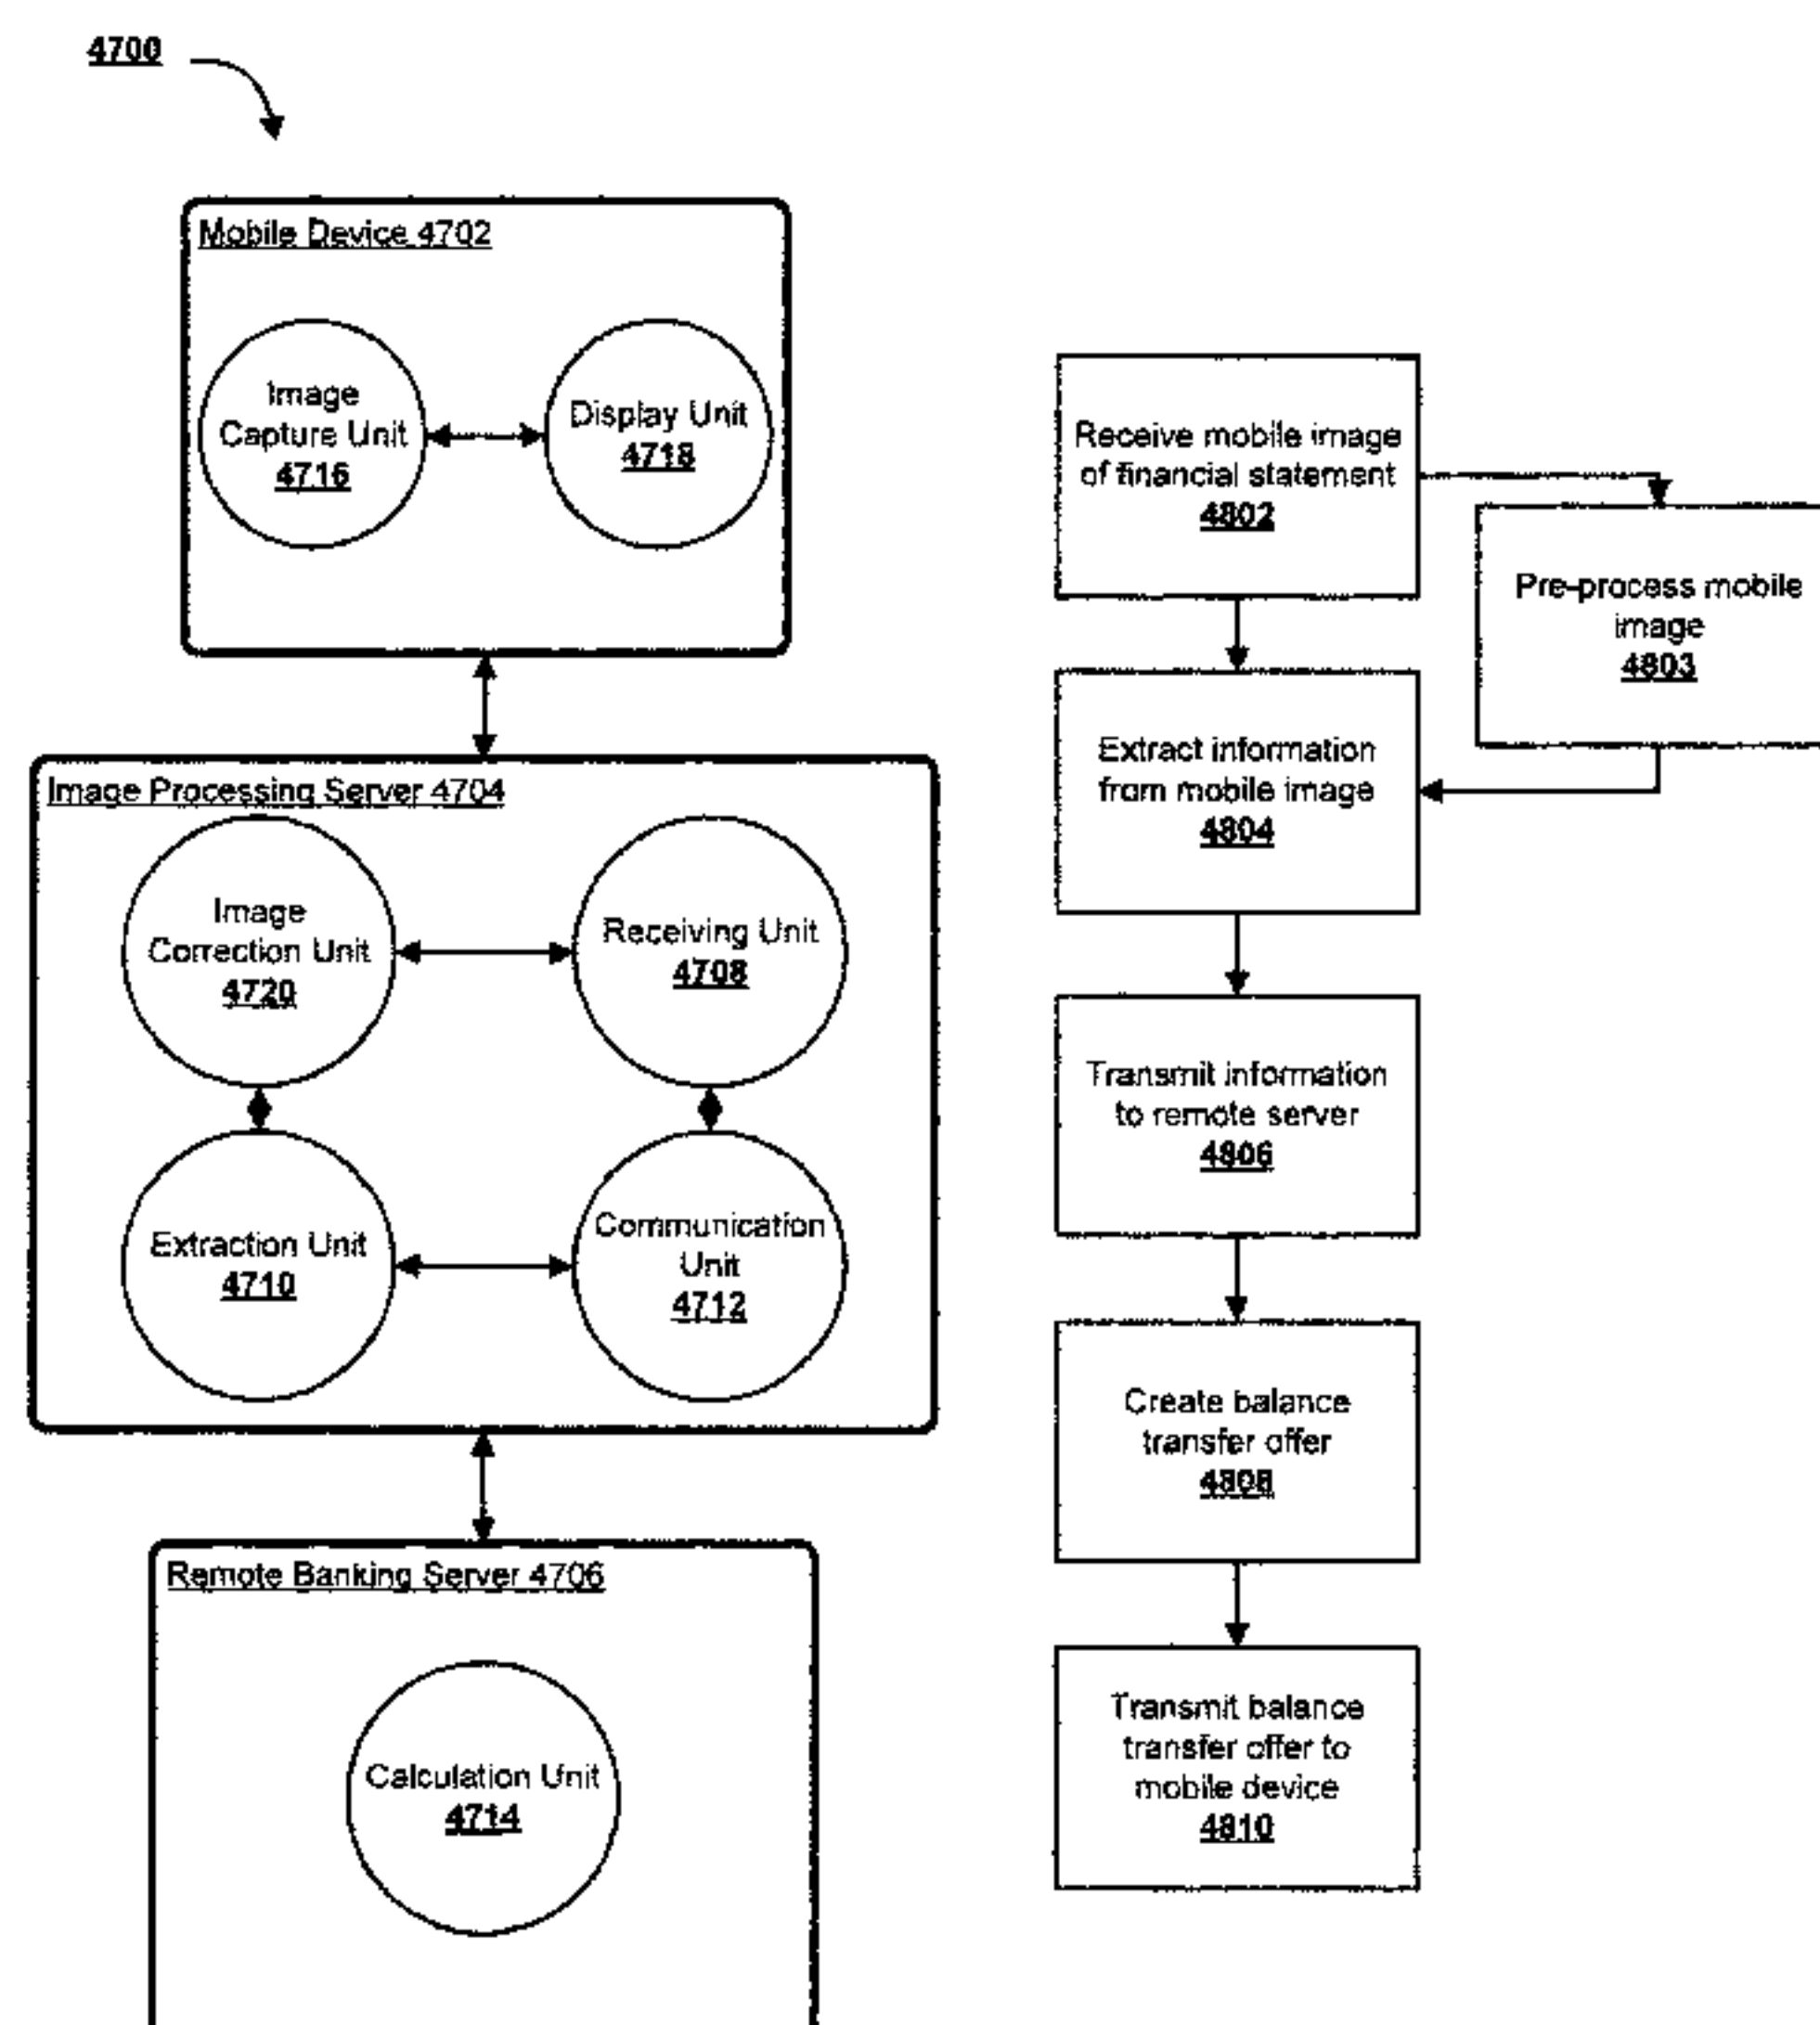 4700
Mobile Device 4702
Image
Capture Unit
4716
Display Unit
4718
Image Processing Server 4704
Image
Correction Unit
4720
Receiving Unit
4708
Extraction Unit
4710
Communication
Unit
4712
Remote Banking Server 4706
Calculation Unit
4714
Receive mobile image
of financial statement
4802
Pre-process mobile
image
4803
Extract information
from mobile image
4804
Transmit information
to remote server
4806
Create balance
transfer offer
4808
Transmit balance
transfer offer to
mobile device
4810